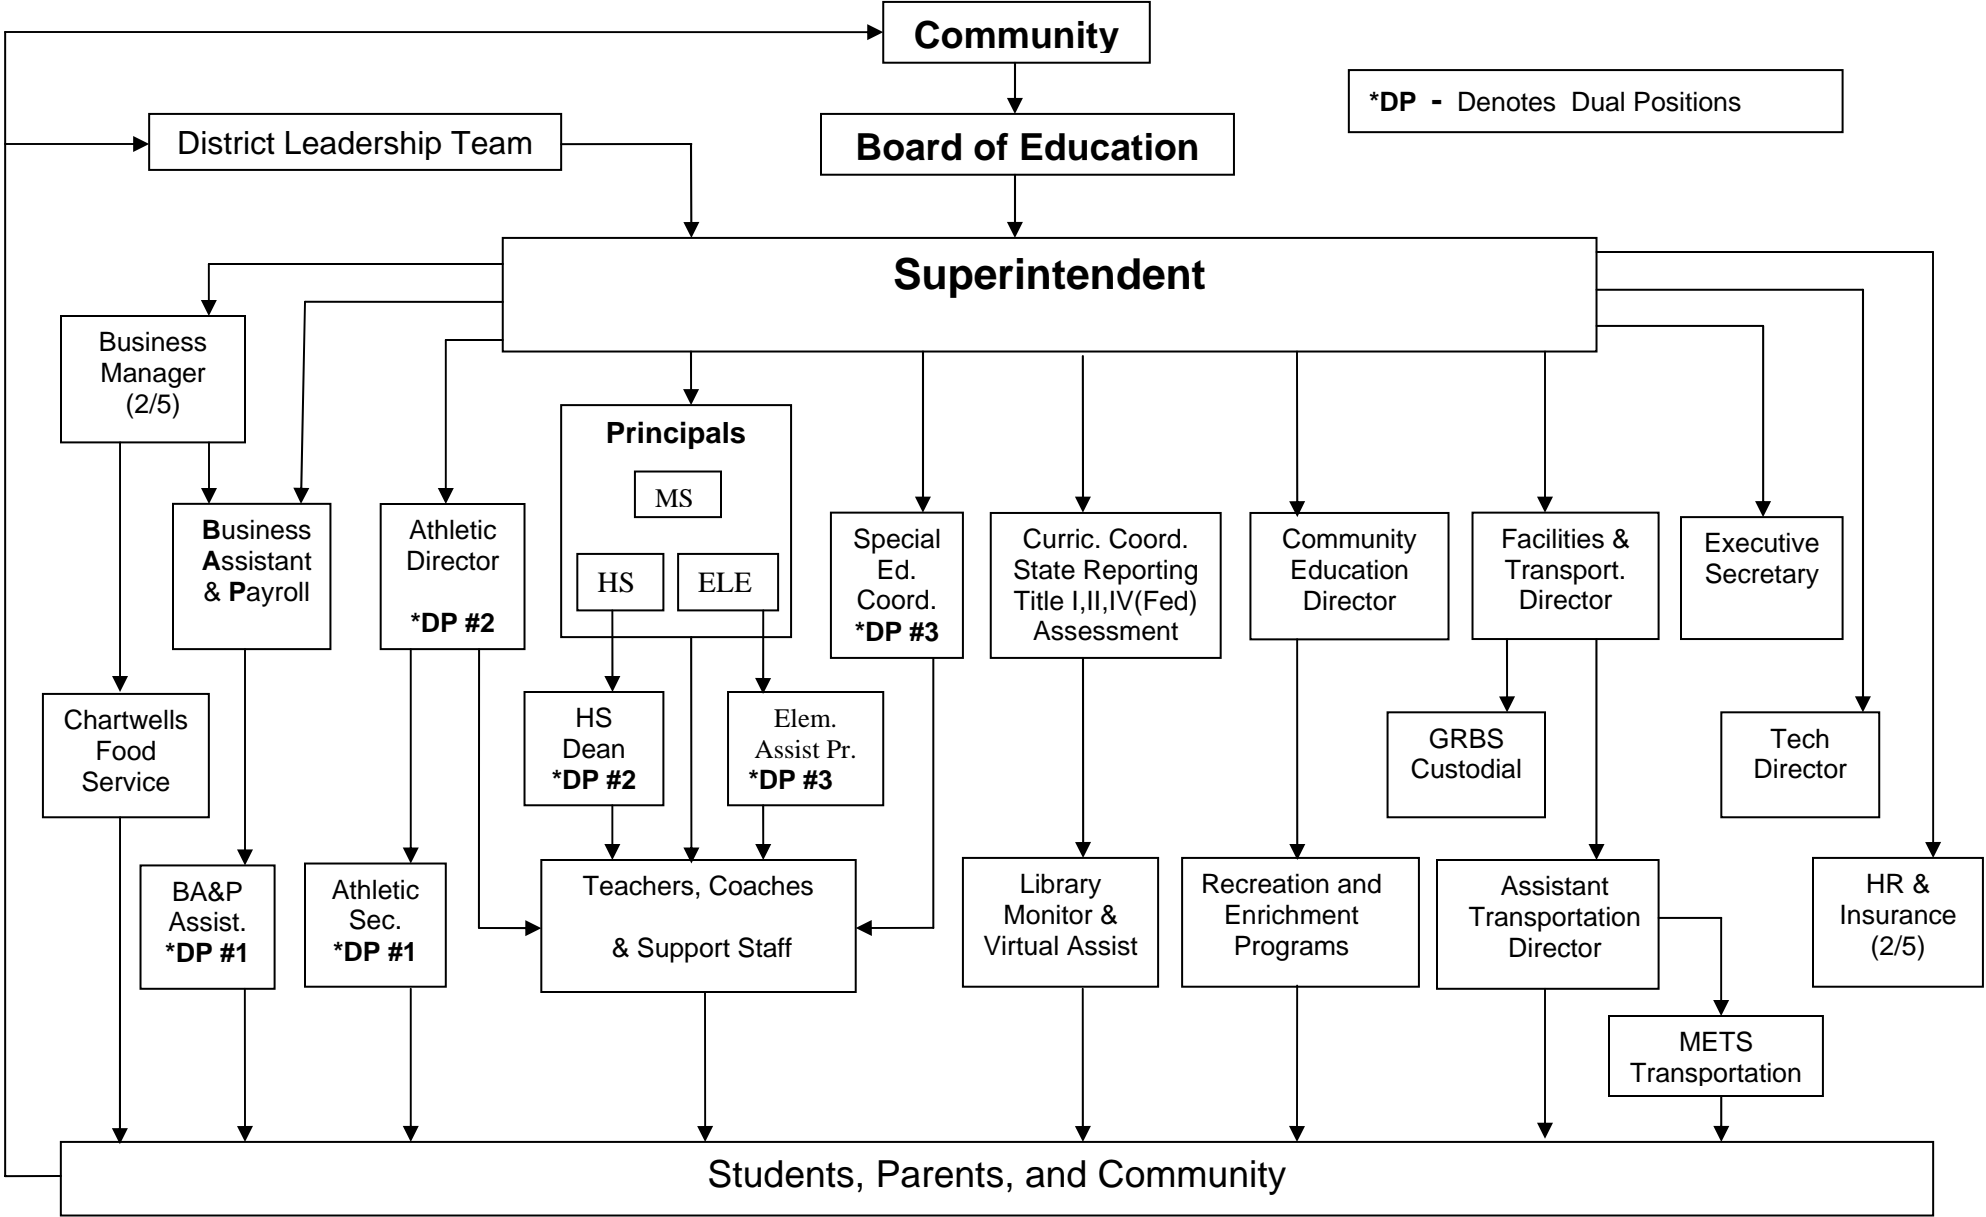 Community
*DP - Denotes Dual Positions
District Leadership Team
Board of Education
Superintendent
Business
Manager
(2/5)
Principals
MS
HS
ELE
Business
Assistant
& Payroll
Athletic
Director
*DP #2
Special
Ed.
Coord.
*DP #3
Curric. Coord.
State Reporting
Title I,II,IV(Fed)
Assessment
Community
Education
Director
Facilities &
Transport.
Director
Executive
Secretary
Chartwells
Food
Service
HS
Dean
*DP #2
Elem.
Assist Pr.
*DP #3
GRBS
Custodial
Tech
Director
BA&P
Assist.
*DP #1
Athletic
Sec.
*DP #1
Teachers, Coaches
& Support Staff
Library
Monitor &
Virtual Assist
Recreation and
Enrichment
Programs
Assistant
Transportation
Director
HR &
Insurance
(2/5)
METS
Transportation
Students, Parents, and Community